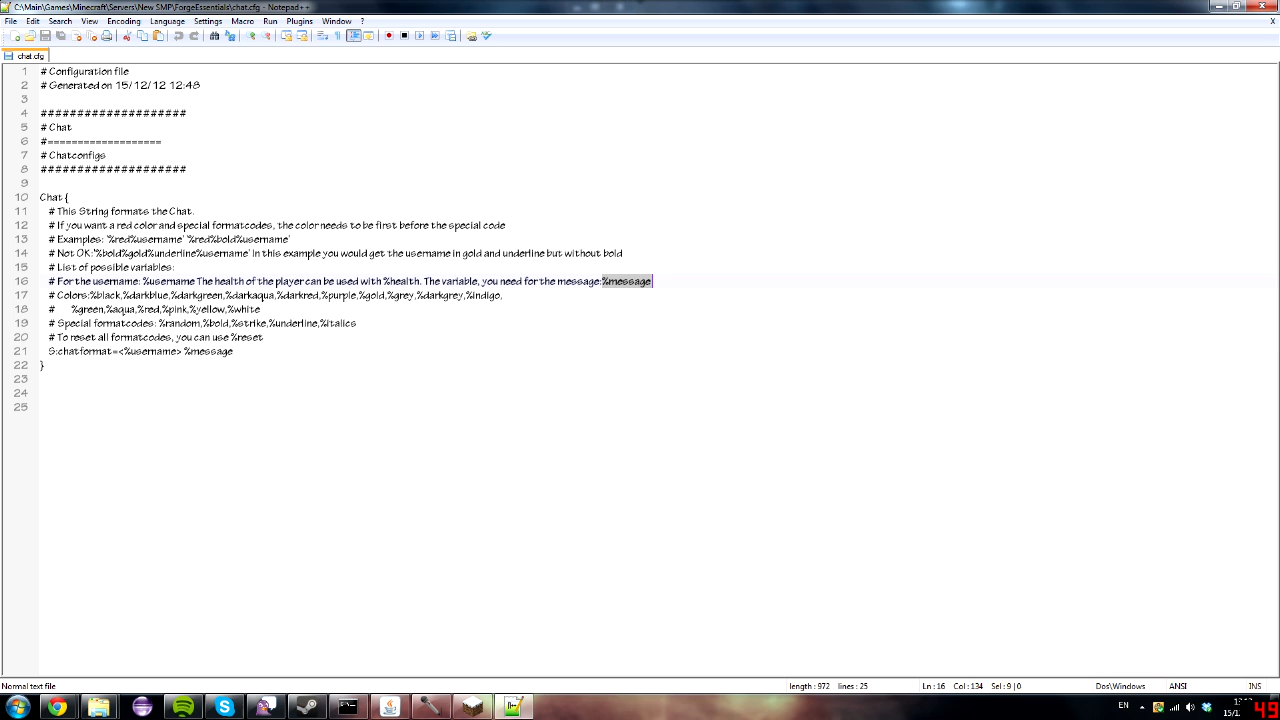 C:\Main\Games\Minecraft\Servers\New SMP\ForgeEssentials\chat.cfg - Notepad++
File Edit Search View Encoding Language Settings Macro Run Plugins Window ? X
chat.cfg
1 # Configuration file
2 # Generated on 15/12/12 12:48
3
4 ####################
5 # Chat
6 #===================
7 # Chatconfigs
8 ####################
9
10 Chat {
11 # This String formats the Chat.
12 # If you want a red color and special formatcodes, the color needs to be first before the special code
13 # Examples: '%red%username' '%red%bold%username'
14 # Not OK:'%bold%gold%underline%username' In this example you would get the username in gold and underline but without bold
15 # List of possible variables:
16 # For the username: %username The health of the player can be used with %health. The variable, you need for the message:%message
17 # Colors:%black,%darkblue,%darkgreen,%darkaqua,%darkred,%purple,%gold,%grey,%darkgrey,%indigo,
18 # %green,%aqua,%red,%pink,%yellow,%white
19 # Special formatcodes: %random,%bold,%strike,%underline,%italics
20 # To reset all formatcodes, you can use %reset
21 S:chatformat=<%username> %message
22 }
23
24
25
Normal text file length : 972 lines : 25 Ln : 16 Col : 134 Sel : 9 | 0 Dos\Windows ANSI INS
EN
49